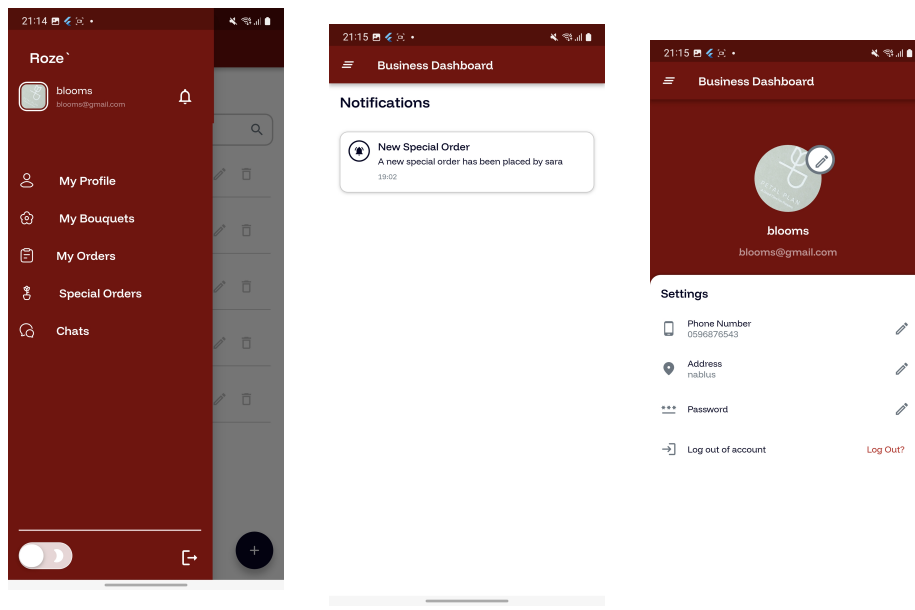 21:14
Roze`
blooms
blooms@gmail.com
My Profile
My Bouquets
My Orders
Special Orders
Chats
21:15
Business Dashboard
Notifications
New Special Order
A new special order has been placed by sara
19:02
21:15
Business Dashboard
PETAL PLAN
blooms
blooms@gmail.com
Settings
Phone Number
0596876543
Address
nablus
Password
Log out of account
Log Out?